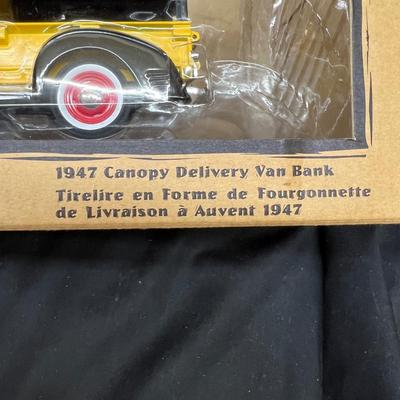 1947 Canopy Delivery Van Bank
Tirelire en Forme de Fourgonnette
de Livraison à Auvent 1947